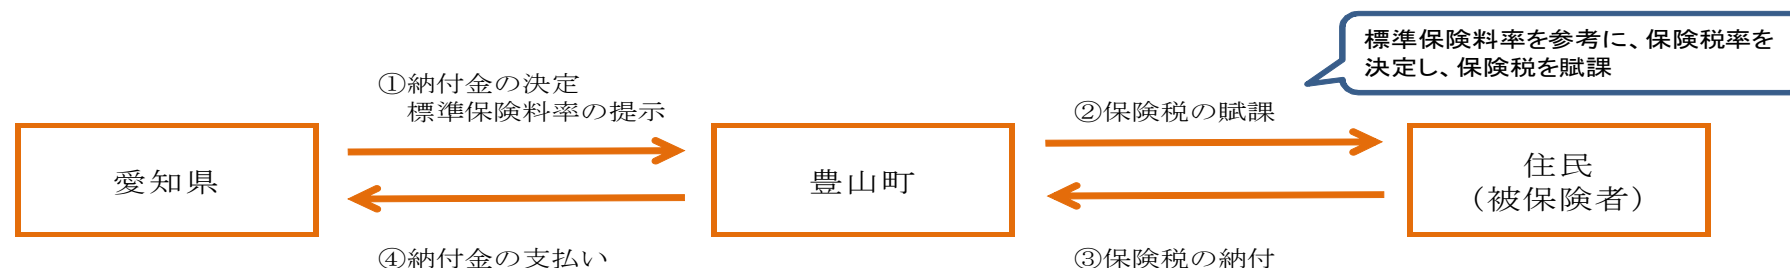 標準保険料率を参考に、保険税率を
決定し、保険税を賦課
①納付金の決定
標準保険料率の提示
②保険税の賦課
愛知県
豊山町
住民
（被保険者）
④納付金の支払い
③保険税の納付